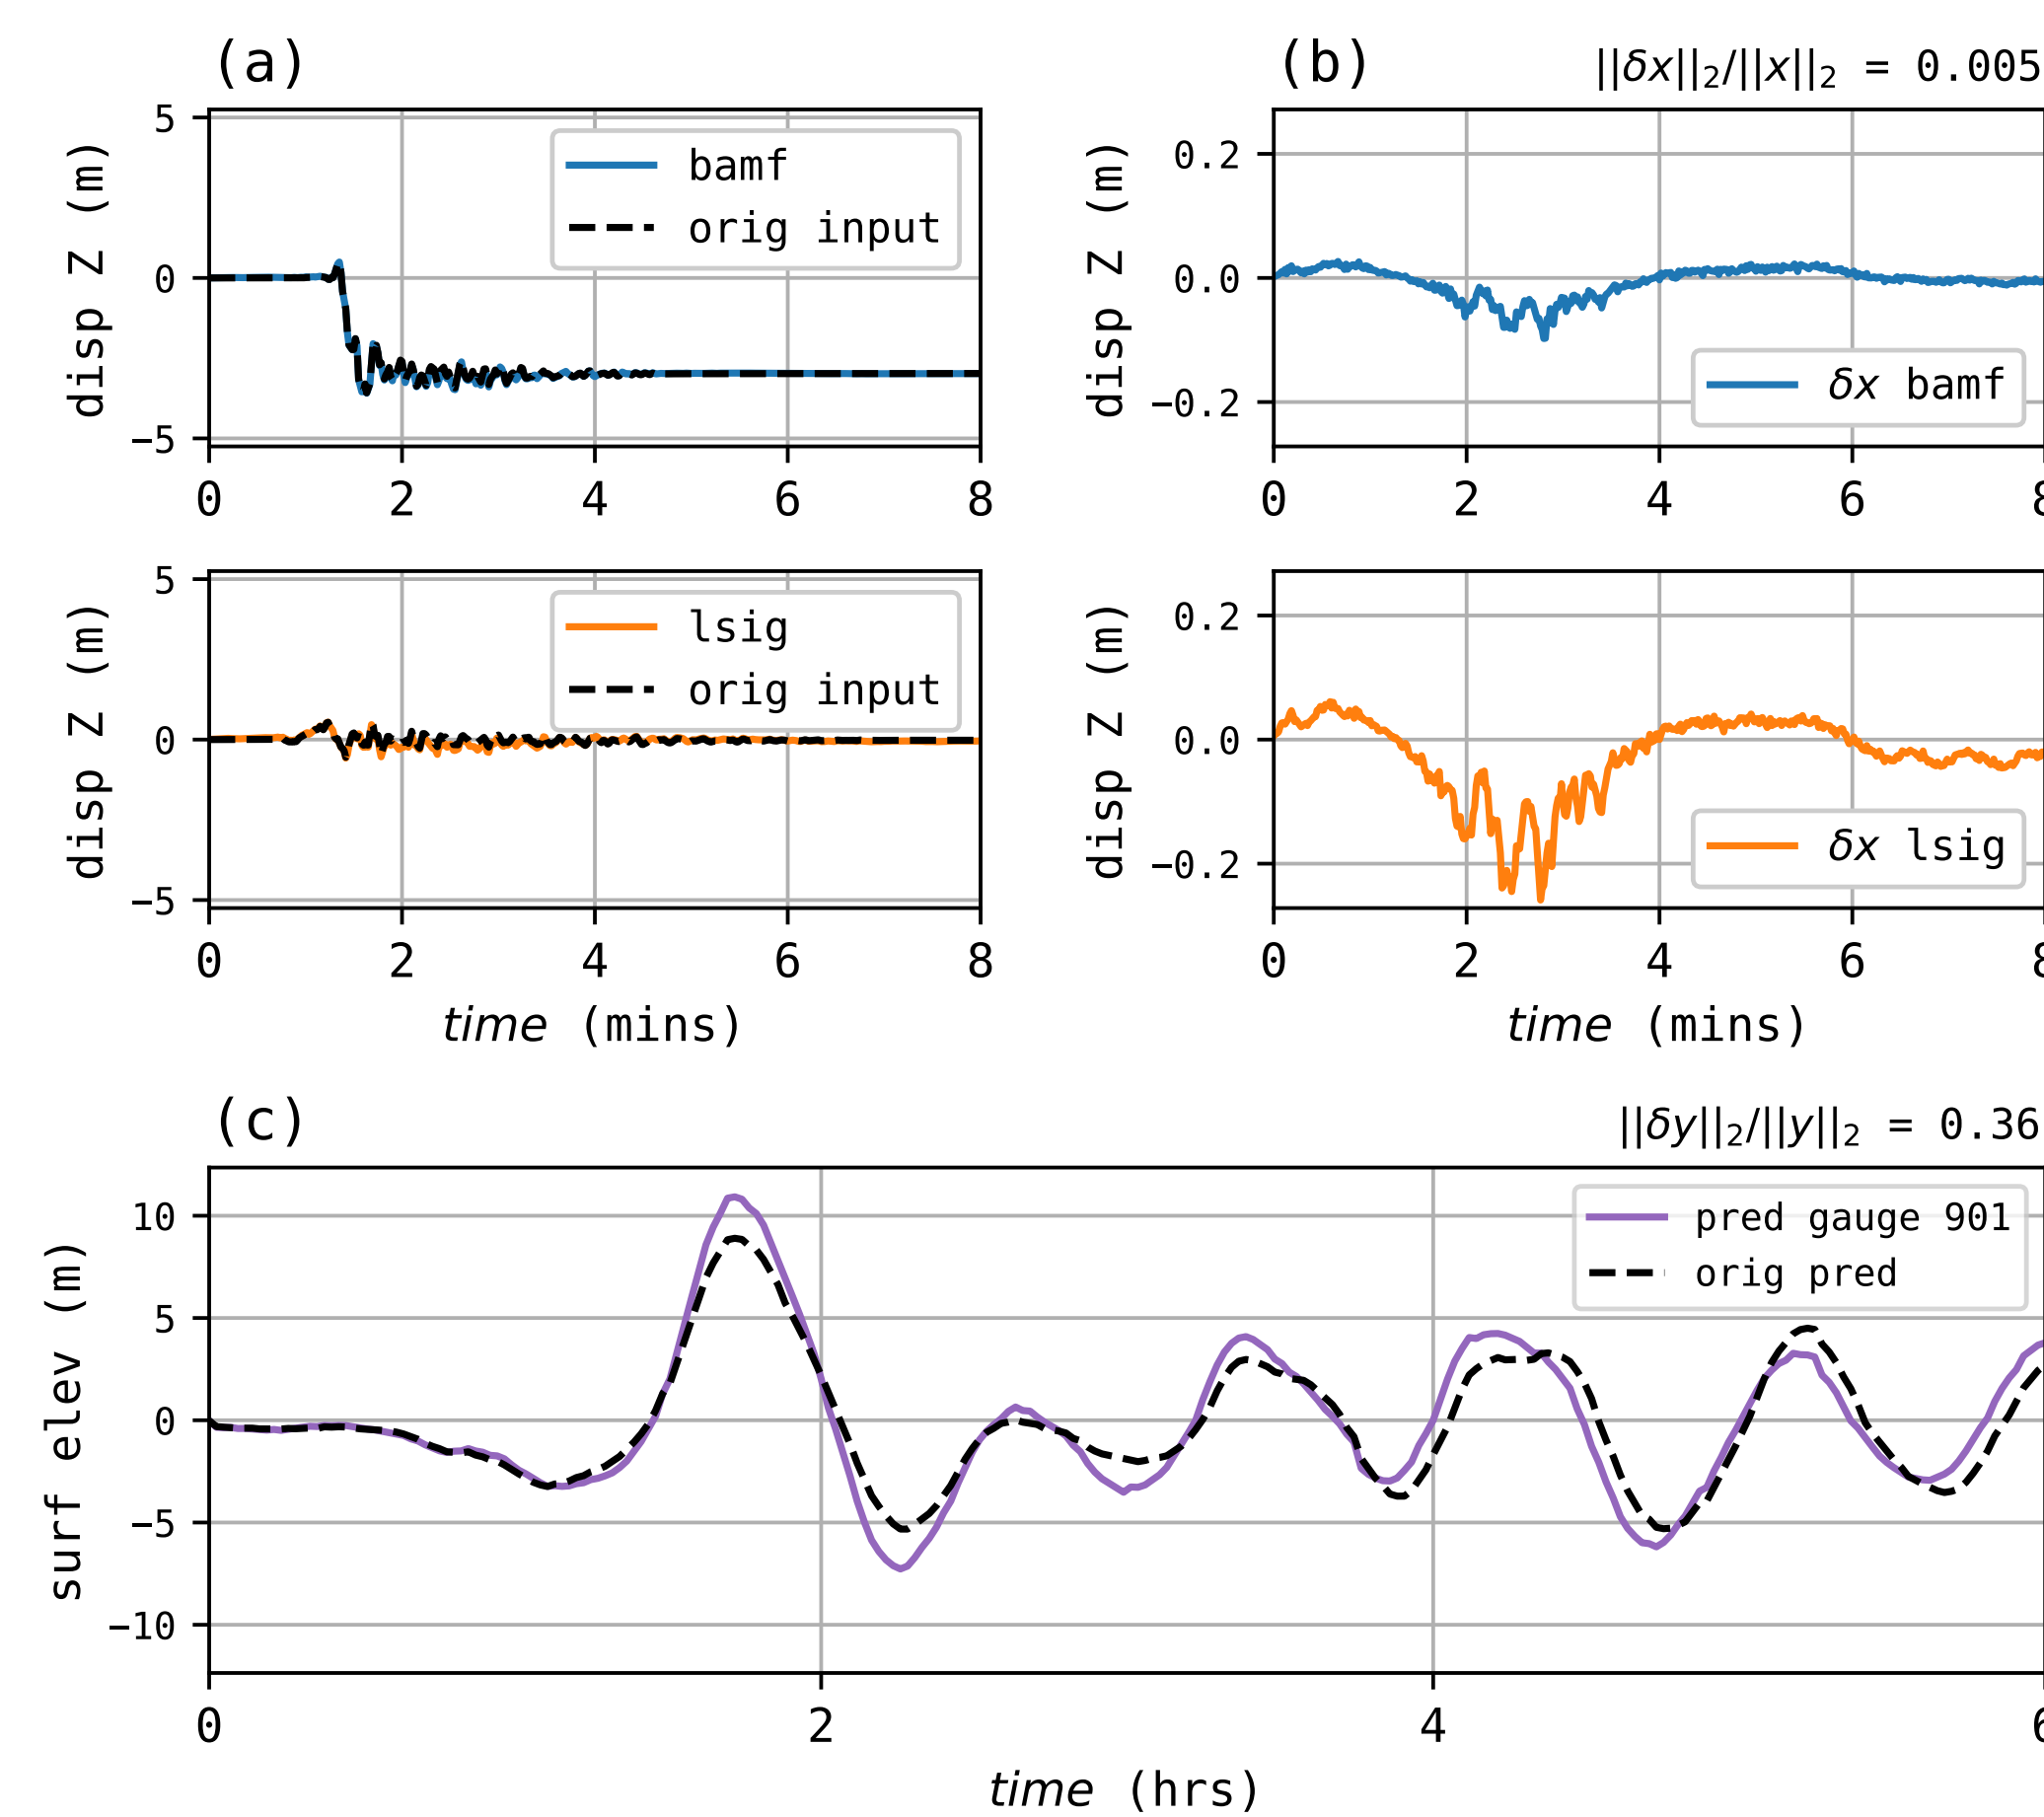 (a)
5
0
−5
disp Z (m)
bamf
orig input
0 2 4 6 8
(b)
||δx||₂/||x||₂ = 0.005
0.2
0.0
−0.2
disp Z (m)
δx bamf
0 2 4 6 8
5
0
−5
disp Z (m)
lsig
orig input
0 2 4 6 8
time (mins)
0.2
0.0
−0.2
disp Z (m)
δx lsig
0 2 4 6 8
time (mins)
(c)
||δy||₂/||y||₂ = 0.36
10
5
0
−5
−10
surf elev (m)
pred gauge 901
orig pred
0 2 4 6
time (hrs)